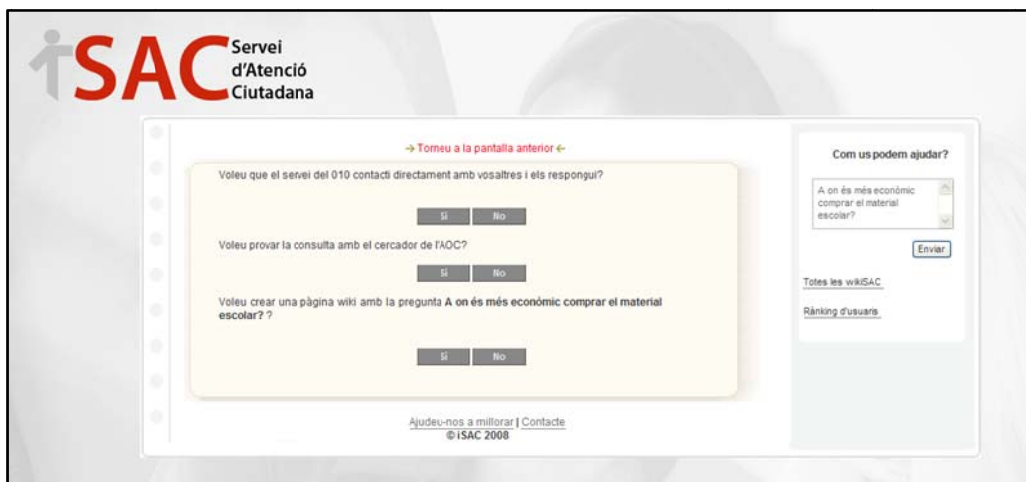 iSAC Servei
d'Atenció
Ciutadana
→ Torneu a la pantalla anterior ←
Voleu que el servei del 010 contacti directament amb vosaltres i els respongui?
Sí No
Voleu provar la consulta amb el cercador de l'AOC?
Sí No
Voleu crear una pàgina wiki amb la pregunta A on és més econòmic comprar el material
escolar? ?
Sí No
Ajudeu-nos a millorar | Contacte
© iSAC 2008
Com us podem ajudar?
A on és més econòmic
comprar el material
escolar?
Enviar
Totes les wikiSAC
Rànking d'usuaris